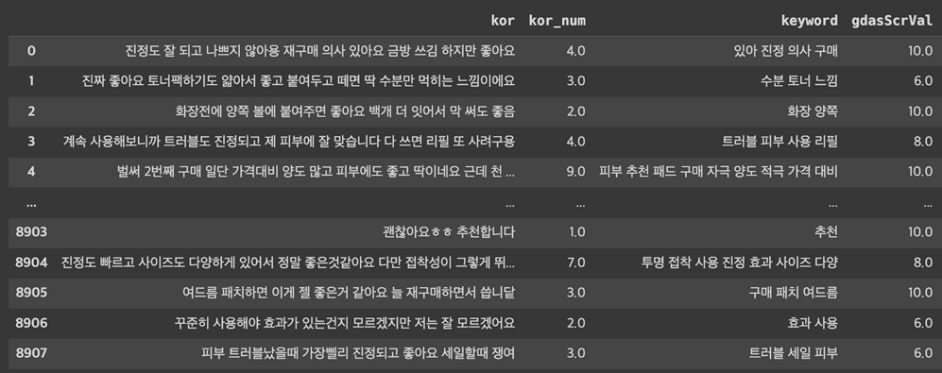 kor kor_num keyword gdasScrVal
0 진정도 잘 되고 나쁘지 않아용 재구매 의사 있어요 금방 쓰김 하지만 좋아요 4.0 있아 진정 의사 구매 10.0
1 진짜 좋아요 토너팩하기도 얇아서 좋고 붙여두고 떼면 딱 수분만 먹히는 느낌이에요 3.0 수분 토너 느낌 6.0
2 화장전에 양쪽 볼에 붙여주면 좋아요 백개 더 잇어서 막 써도 좋음 2.0 화장 양쪽 10.0
3 계속 사용해보니까 트러블도 진정되고 제 피부에 잘 맞습니다 다 쓰면 리필 또 사려구용 4.0 트러블 피부 사용 리필 8.0
4 벌써 2번째 구매 일단 가격대비 양도 많고 피부에도 좋고 딱이네요 근데 천 ... 9.0 피부 추천 패드 구매 자극 양도 적극 가격 대비 10.0
... ... ... ... ...
8903 괜찮아요ㅎㅎ 추천합니다 1.0 추천 10.0
8904 진정도 빠르고 사이즈도 다양하게 있어서 정말 좋은것같아요 다만 접착성이 그렇게 뛰... 7.0 투명 접착 사용 진정 효과 사이즈 다양 8.0
8905 여드름 패치하면 이게 젤 좋은거 같아요 늘 재구매하면서 씁니닽 3.0 구매 패치 여드름 10.0
8906 꾸준히 사용해야 효과가 있는건지 모르겠지만 저는 잘 모르겠어요 2.0 효과 사용 6.0
8907 피부 트러블났을때 가장삘리 진정되고 좋아요 세일할때 쟁여 3.0 트러블 세일 피부 6.0